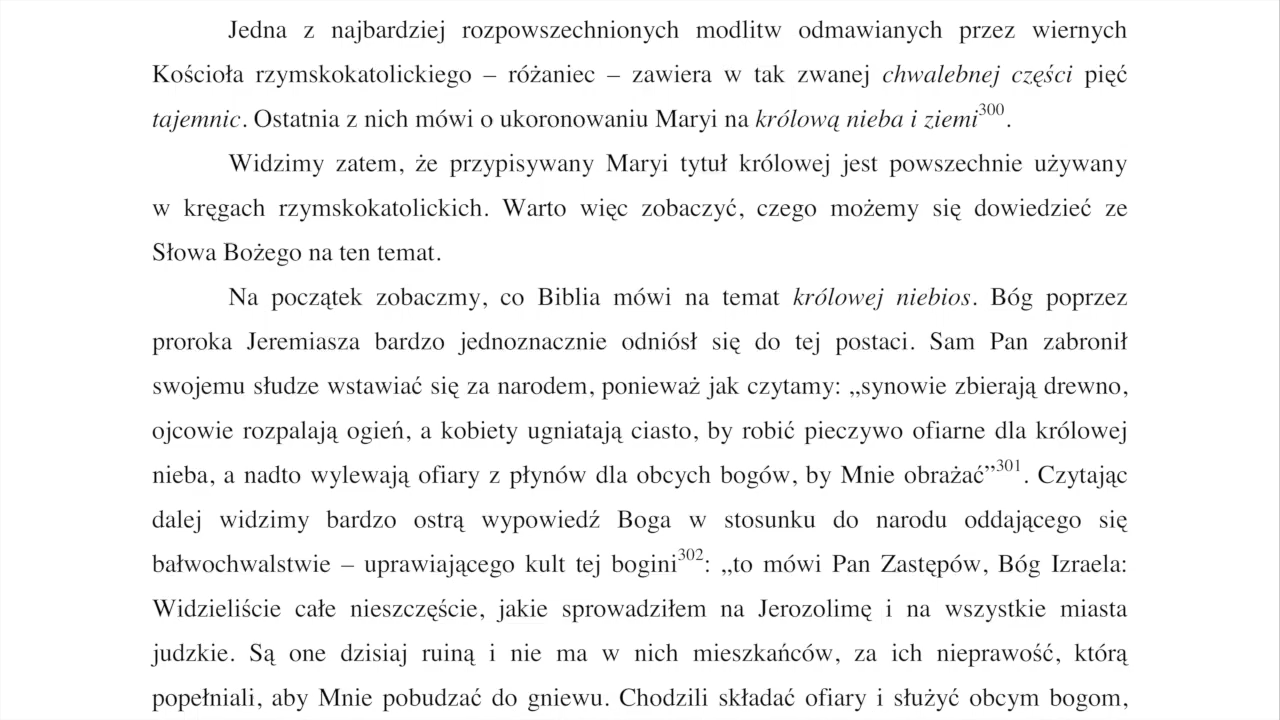 Jedna z najbardziej rozpowszechnionych modlitw odmawianych przez wiernych
Kościoła rzymskokatolickiego – różaniec – zawiera w tak zwanej chwalebnej części pięć
tajemnic. Ostatnia z nich mówi o ukoronowaniu Maryi na królową nieba i ziemi300.
Widzimy zatem, że przypisywany Maryi tytuł królowej jest powszechnie używany
w kręgach rzymskokatolickich. Warto więc zobaczyć, czego możemy się dowiedzieć ze
Słowa Bożego na ten temat.
Na początek zobaczmy, co Biblia mówi na temat królowej niebios. Bóg poprzez
proroka Jeremiasza bardzo jednoznacznie odniósł się do tej postaci. Sam Pan zabronił
swojemu słudze wstawiać się za narodem, ponieważ jak czytamy: „synowie zbierają drewno,
ojcowie rozpalają ogień, a kobiety ugniatają ciasto, by robić pieczywo ofiarne dla królowej
nieba, a nadto wylewają ofiary z płynów dla obcych bogów, by Mnie obrażać”301. Czytając
dalej widzimy bardzo ostrą wypowiedź Boga w stosunku do narodu oddającego się
bałwochwalstwie – uprawiającego kult tej bogini302: „to mówi Pan Zastępów, Bóg Izraela:
Widzieliście całe nieszczęście, jakie sprowadziłem na Jerozolimę i na wszystkie miasta
judzkie. Są one dzisiaj ruiną i nie ma w nich mieszkańców, za ich nieprawość, którą
popełniali, aby Mnie pobudzać do gniewu. Chodzili składać ofiary i służyć obcym bogom,